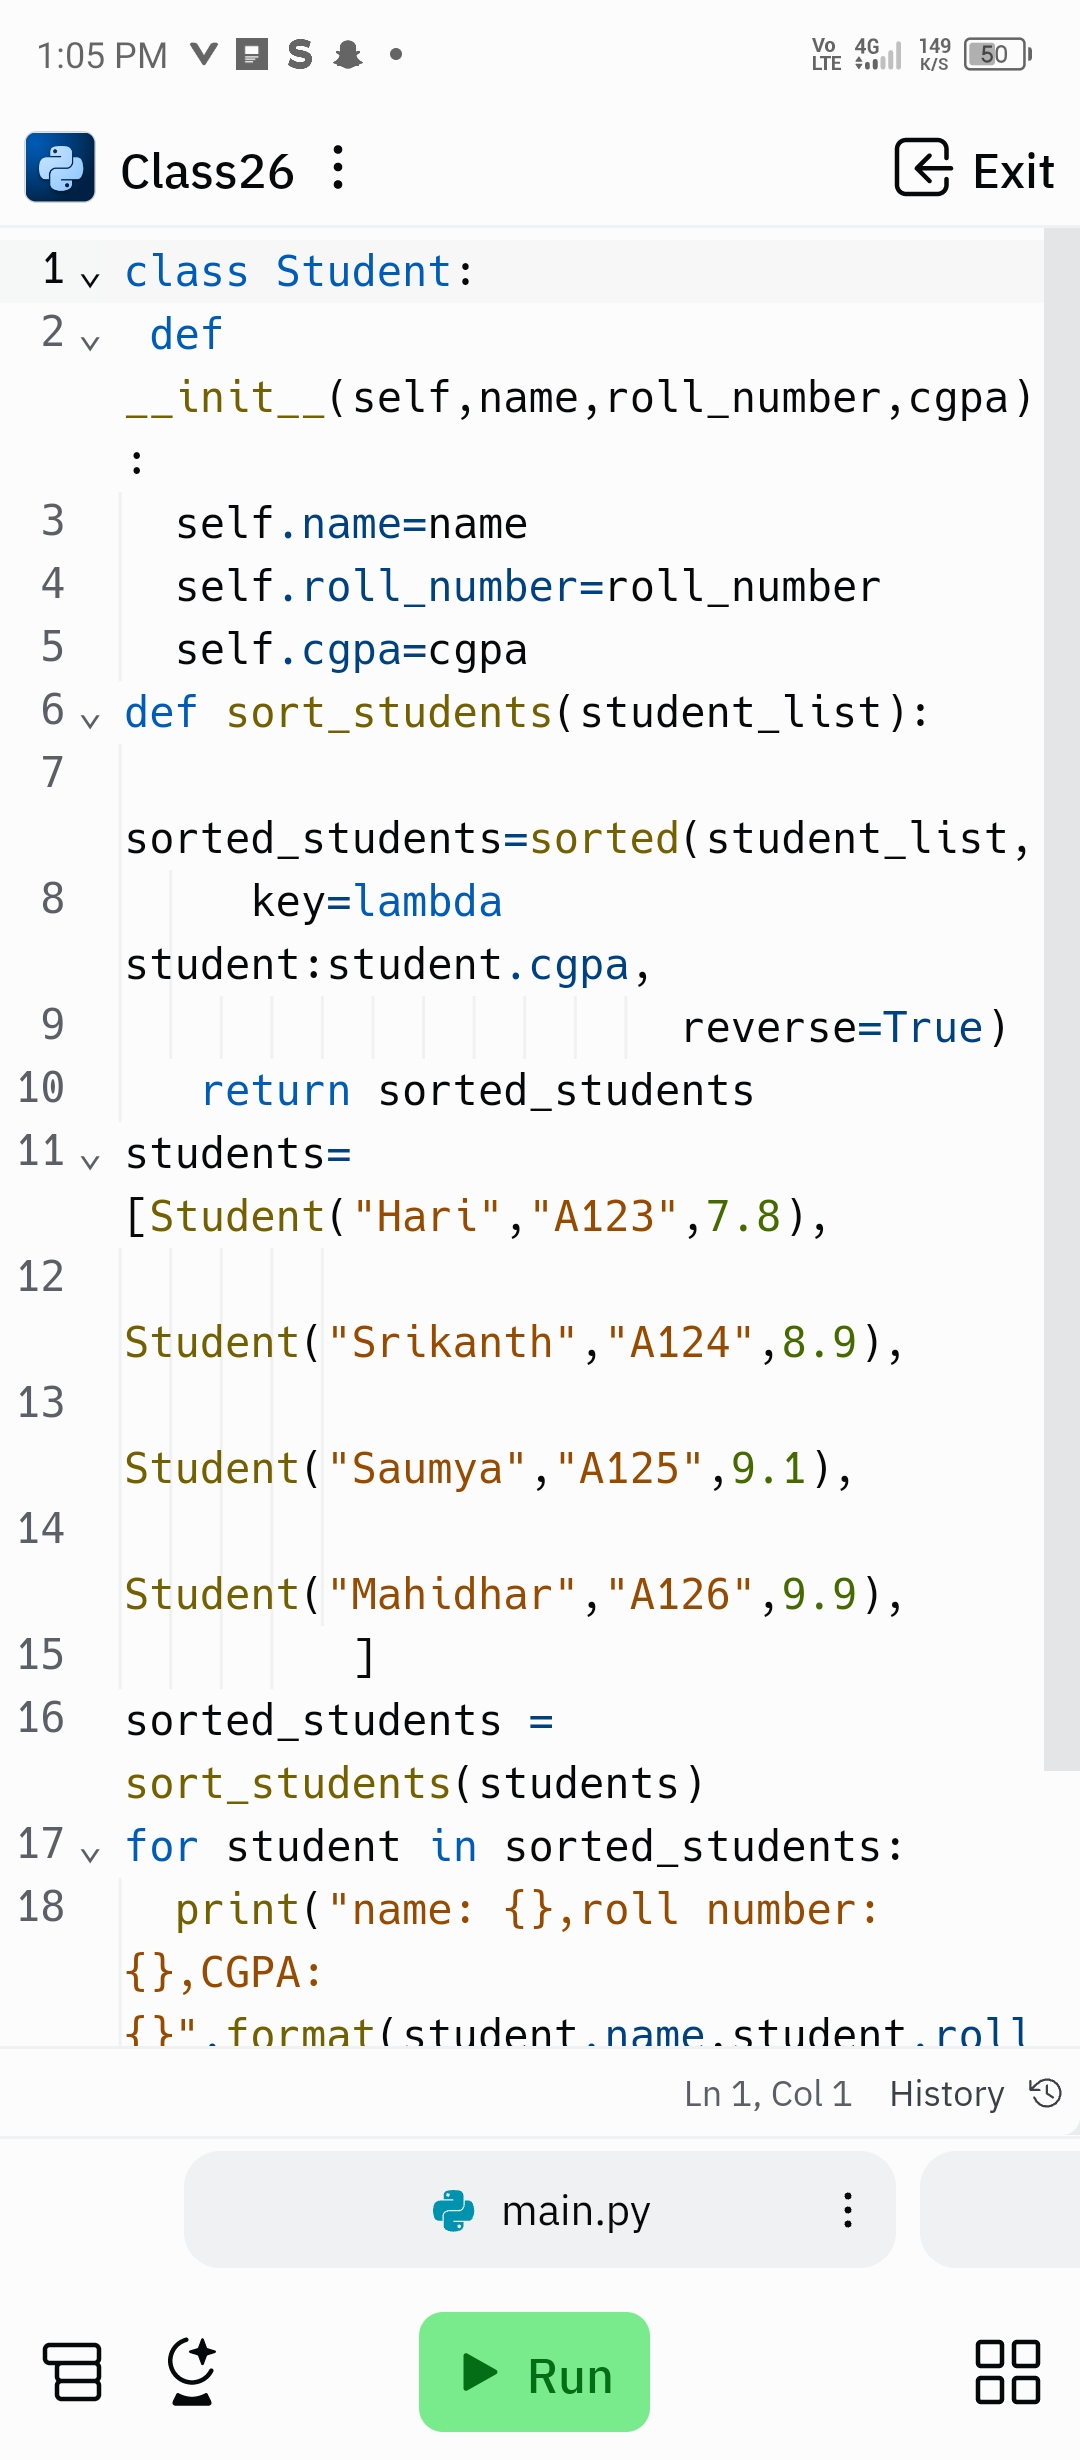 1:05 PM S Vo LTE 4G 149 K/S 50
Class26 Exit
1 class Student:
2 def
__init__(self,name,roll_number,cgpa)
:
3 self.name=name
4 self.roll_number=roll_number
5 self.cgpa=cgpa
6 def sort_students(student_list):
7
sorted_students=sorted(student_list,
8 key=lambda
student:student.cgpa,
9 reverse=True)
10 return sorted_students
11 students=
[Student("Hari","A123",7.8),
12
Student("Srikanth","A124",8.9),
13
Student("Saumya","A125",9.1),
14
Student("Mahidhar","A126",9.9),
15 ]
16 sorted_students =
sort_students(students)
17 for student in sorted_students:
18 print("name: {},roll number:
{},CGPA:
{}".format(student.name,student.roll
Ln 1, Col 1 History
main.py
Run